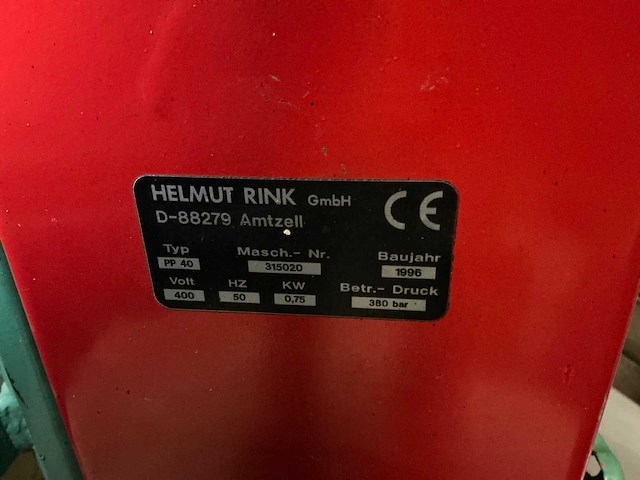 HELMUT RINK GmbH CE
D-88279 Amtzell
Typ Masch.- Nr. Baujahr
PP 40 315020 1996
Volt HZ KW Betr.- Druck
400 50 0,75 380 bar